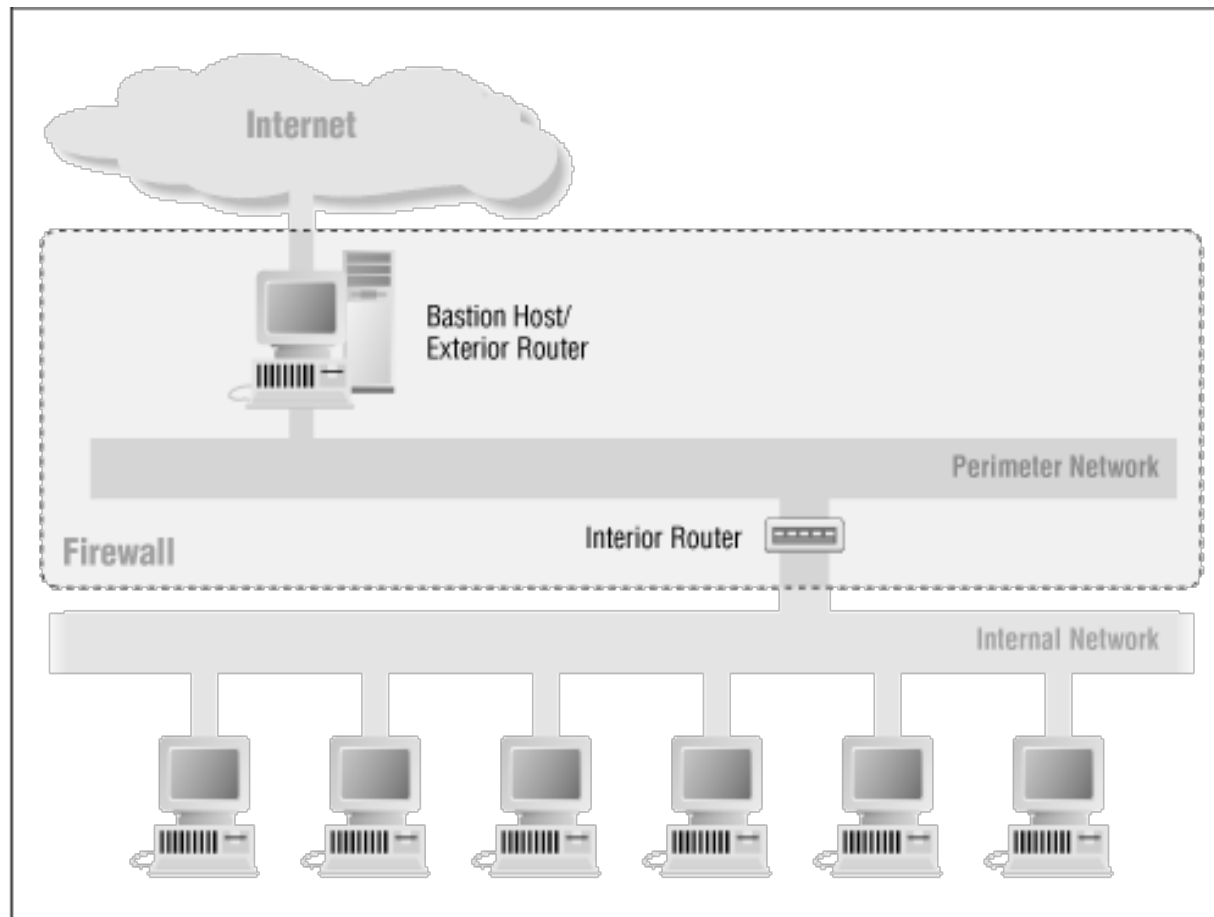 Internet
Bastion Host/
Exterior Router
Perimeter Network
Interior Router
Firewall
Internal Network